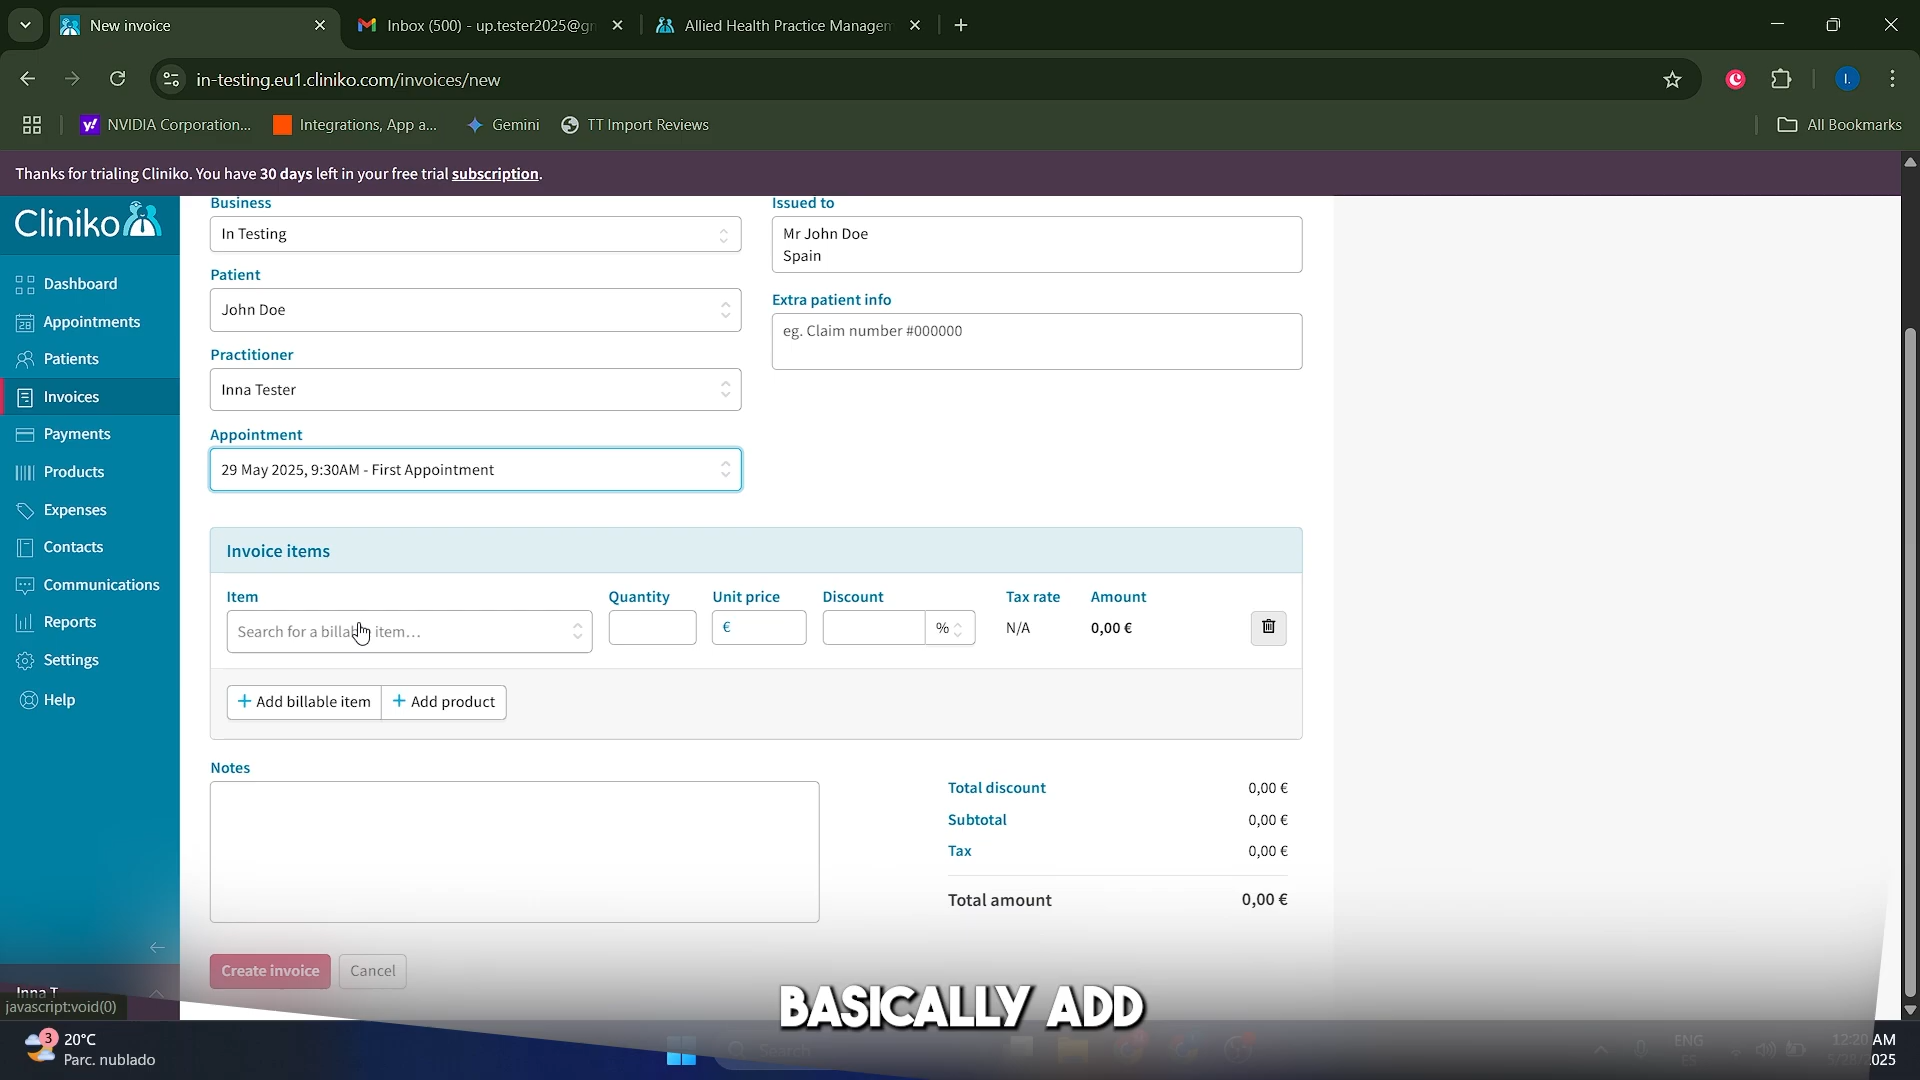 New invoice
Inbox (500) - up.tester2025@gn
Allied Health Practice Managem
in-testing.eu1.cliniko.com/invoices/new
I.
NVIDIA Corporation...
Integrations, App a...
Gemini
TT Import Reviews
All Bookmarks
Thanks for trialing Cliniko. You have 30 days left in your free trial subscription.
Cliniko
Dashboard
Appointments
Patients
Invoices
Payments
Products
Expenses
Contacts
Communications
Reports
Settings
Help
Inna T
javascript:void(0)
Business
In Testing
Patient
John Doe
Practitioner
Inna Tester
Appointment
29 May 2025, 9:30AM - First Appointment
Issued to
Mr John Doe
Spain
Extra patient info
eg. Claim number #000000
Invoice items
Item Quantity Unit price Discount Tax rate Amount
Search for a billable item... € % N/A 0,00 €
+ Add billable item + Add product
Notes
Total discount 0,00 €
Subtotal 0,00 €
Tax 0,00 €
Total amount 0,00 €
Create invoice Cancel
BASICALLY ADD
3
20°C
Parc. nublado
Search
ENG
ES
12:20 AM